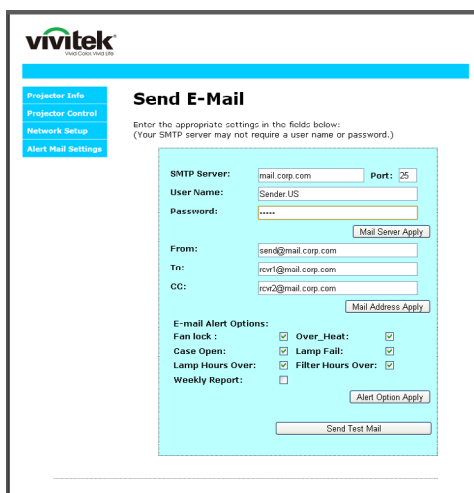 vivitek
Vivid Color, Vivid Life
Projector Info
Projector Control
Network Setup
Alert Mail Settings
Send E-Mail
Enter the appropriate settings in the fields below:
(Your SMTP server may not require a user name or password.)
SMTP Server: mail.corp.com Port: 25
User Name: Sender.US
Password: •••••
Mail Server Apply
From: send@mail.corp.com
To: rcvr1@mail.corp.com
CC: rcvr2@mail.corp.com
Mail Address Apply
E-mail Alert Options:
Fan lock : Over_Heat:
Case Open: Lamp Fail:
Lamp Hours Over: Filter Hours Over:
Weekly Report:
Alert Option Apply
Send Test Mail